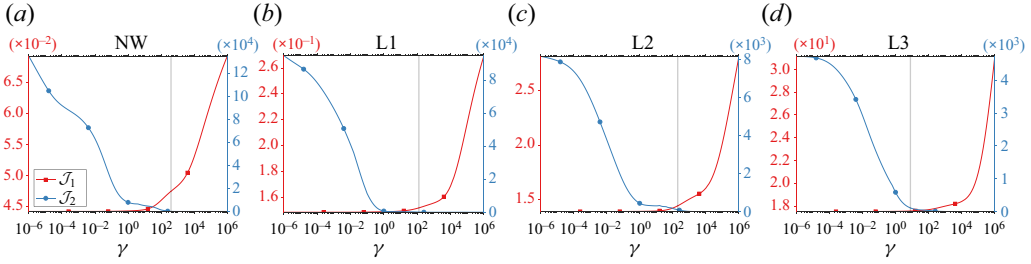 (a) (b) (c) (d)
(×10⁻²) NW (×10⁴) (×10⁻¹) L1 (×10⁴) L2 (×10³) (×10¹) L3 (×10³)
6.5 6.0 5.5 5.0 4.5
12 10 8 6 4 2 0
2.6 2.4 2.2 2.0 1.8 1.6
8 6 4 2 0
2.5 2.0 1.5
8 6 4 2 0
3.0 2.8 2.6 2.4 2.2 2.0 1.8
4 3 2 1 0
𝒥₁
𝒥₂
10⁻⁶ 10⁻⁴ 10⁻² 10⁰ 10² 10⁴ 10⁶ 10⁻⁶ 10⁻⁴ 10⁻² 10⁰ 10² 10⁴ 10⁶ 10⁻⁶ 10⁻⁴ 10⁻² 10⁰ 10² 10⁴ 10⁶ 10⁻⁶ 10⁻⁴ 10⁻² 10⁰ 10² 10⁴ 10⁶
γ γ γ γ